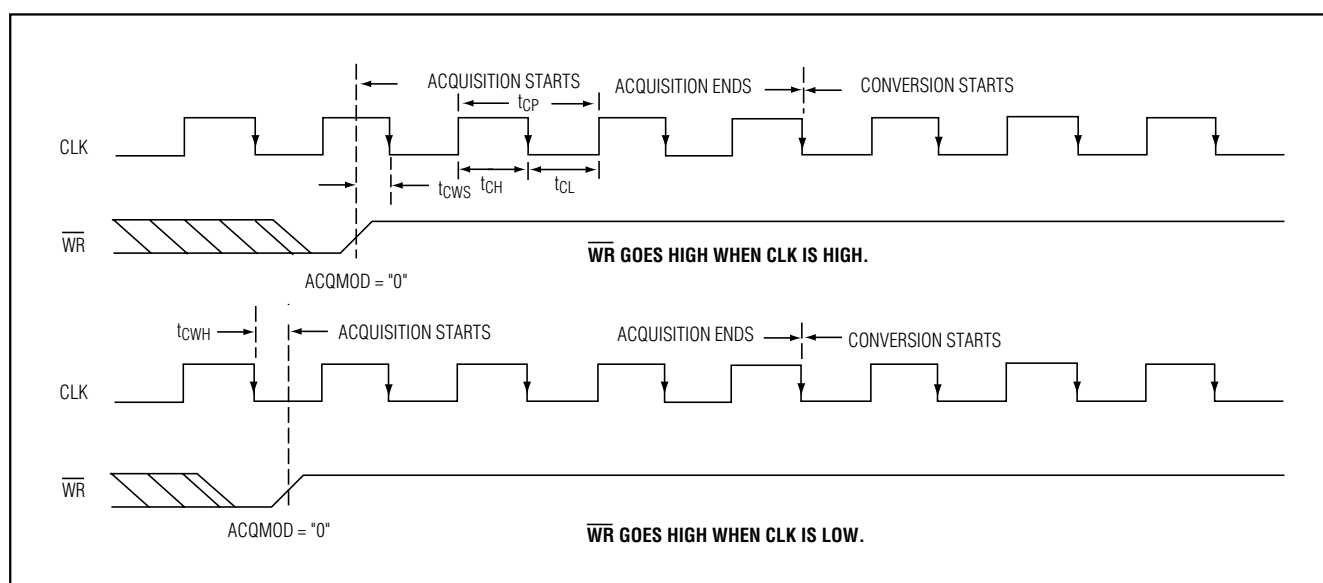 ACQUISITION STARTS
ACQUISITION ENDS
CONVERSION STARTS
tCP
CLK
tCWS
tCH
tCL
WR
WR GOES HIGH WHEN CLK IS HIGH.
ACQMOD = "0"
tCWH
ACQUISITION STARTS
ACQUISITION ENDS
CONVERSION STARTS
CLK
WR
ACQMOD = "0"
WR GOES HIGH WHEN CLK IS LOW.